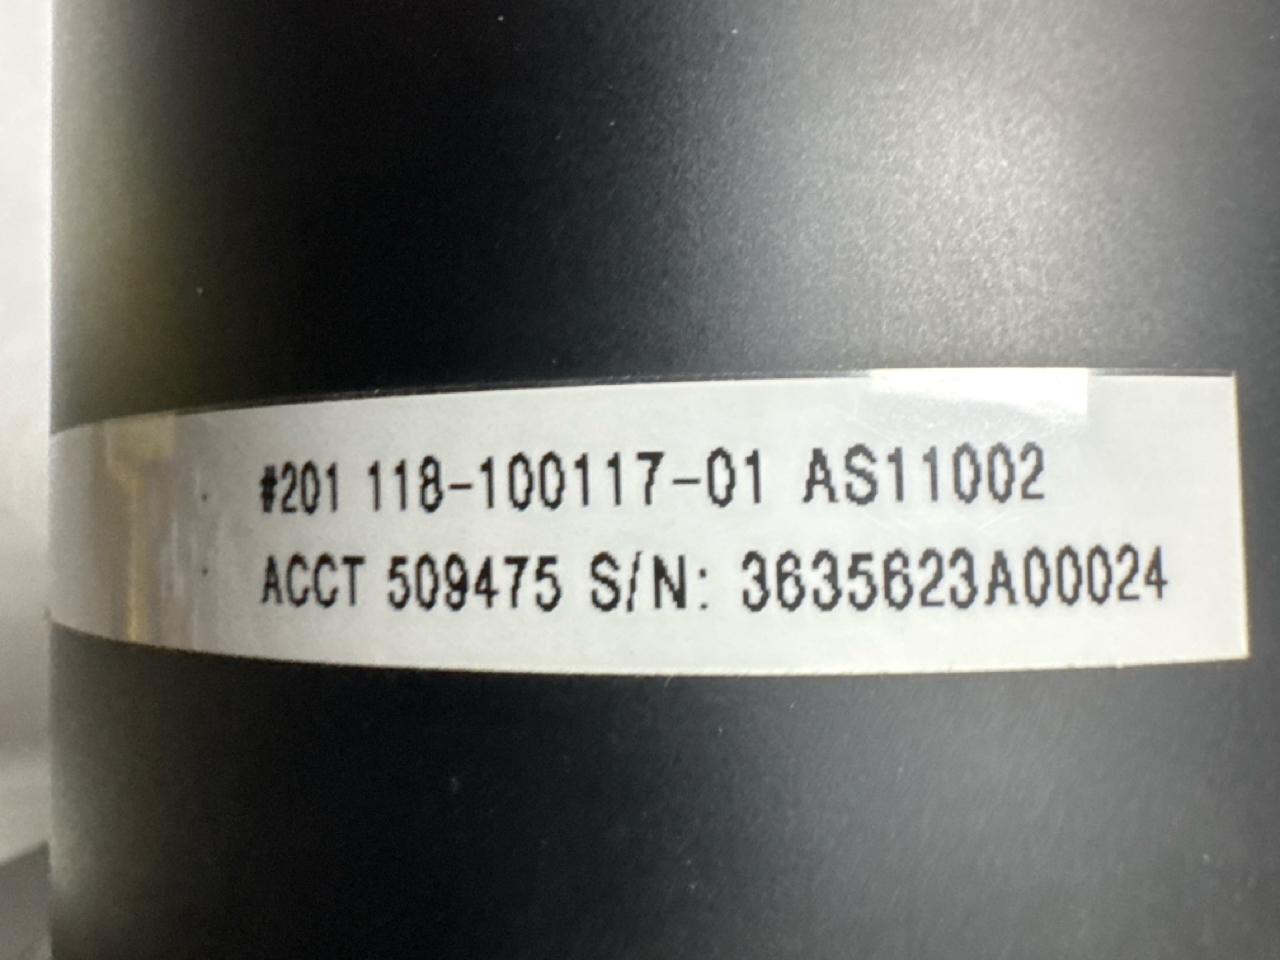 #201 118-100117-01 AS11002
ACCT 509475 S/N: 3635623A00024